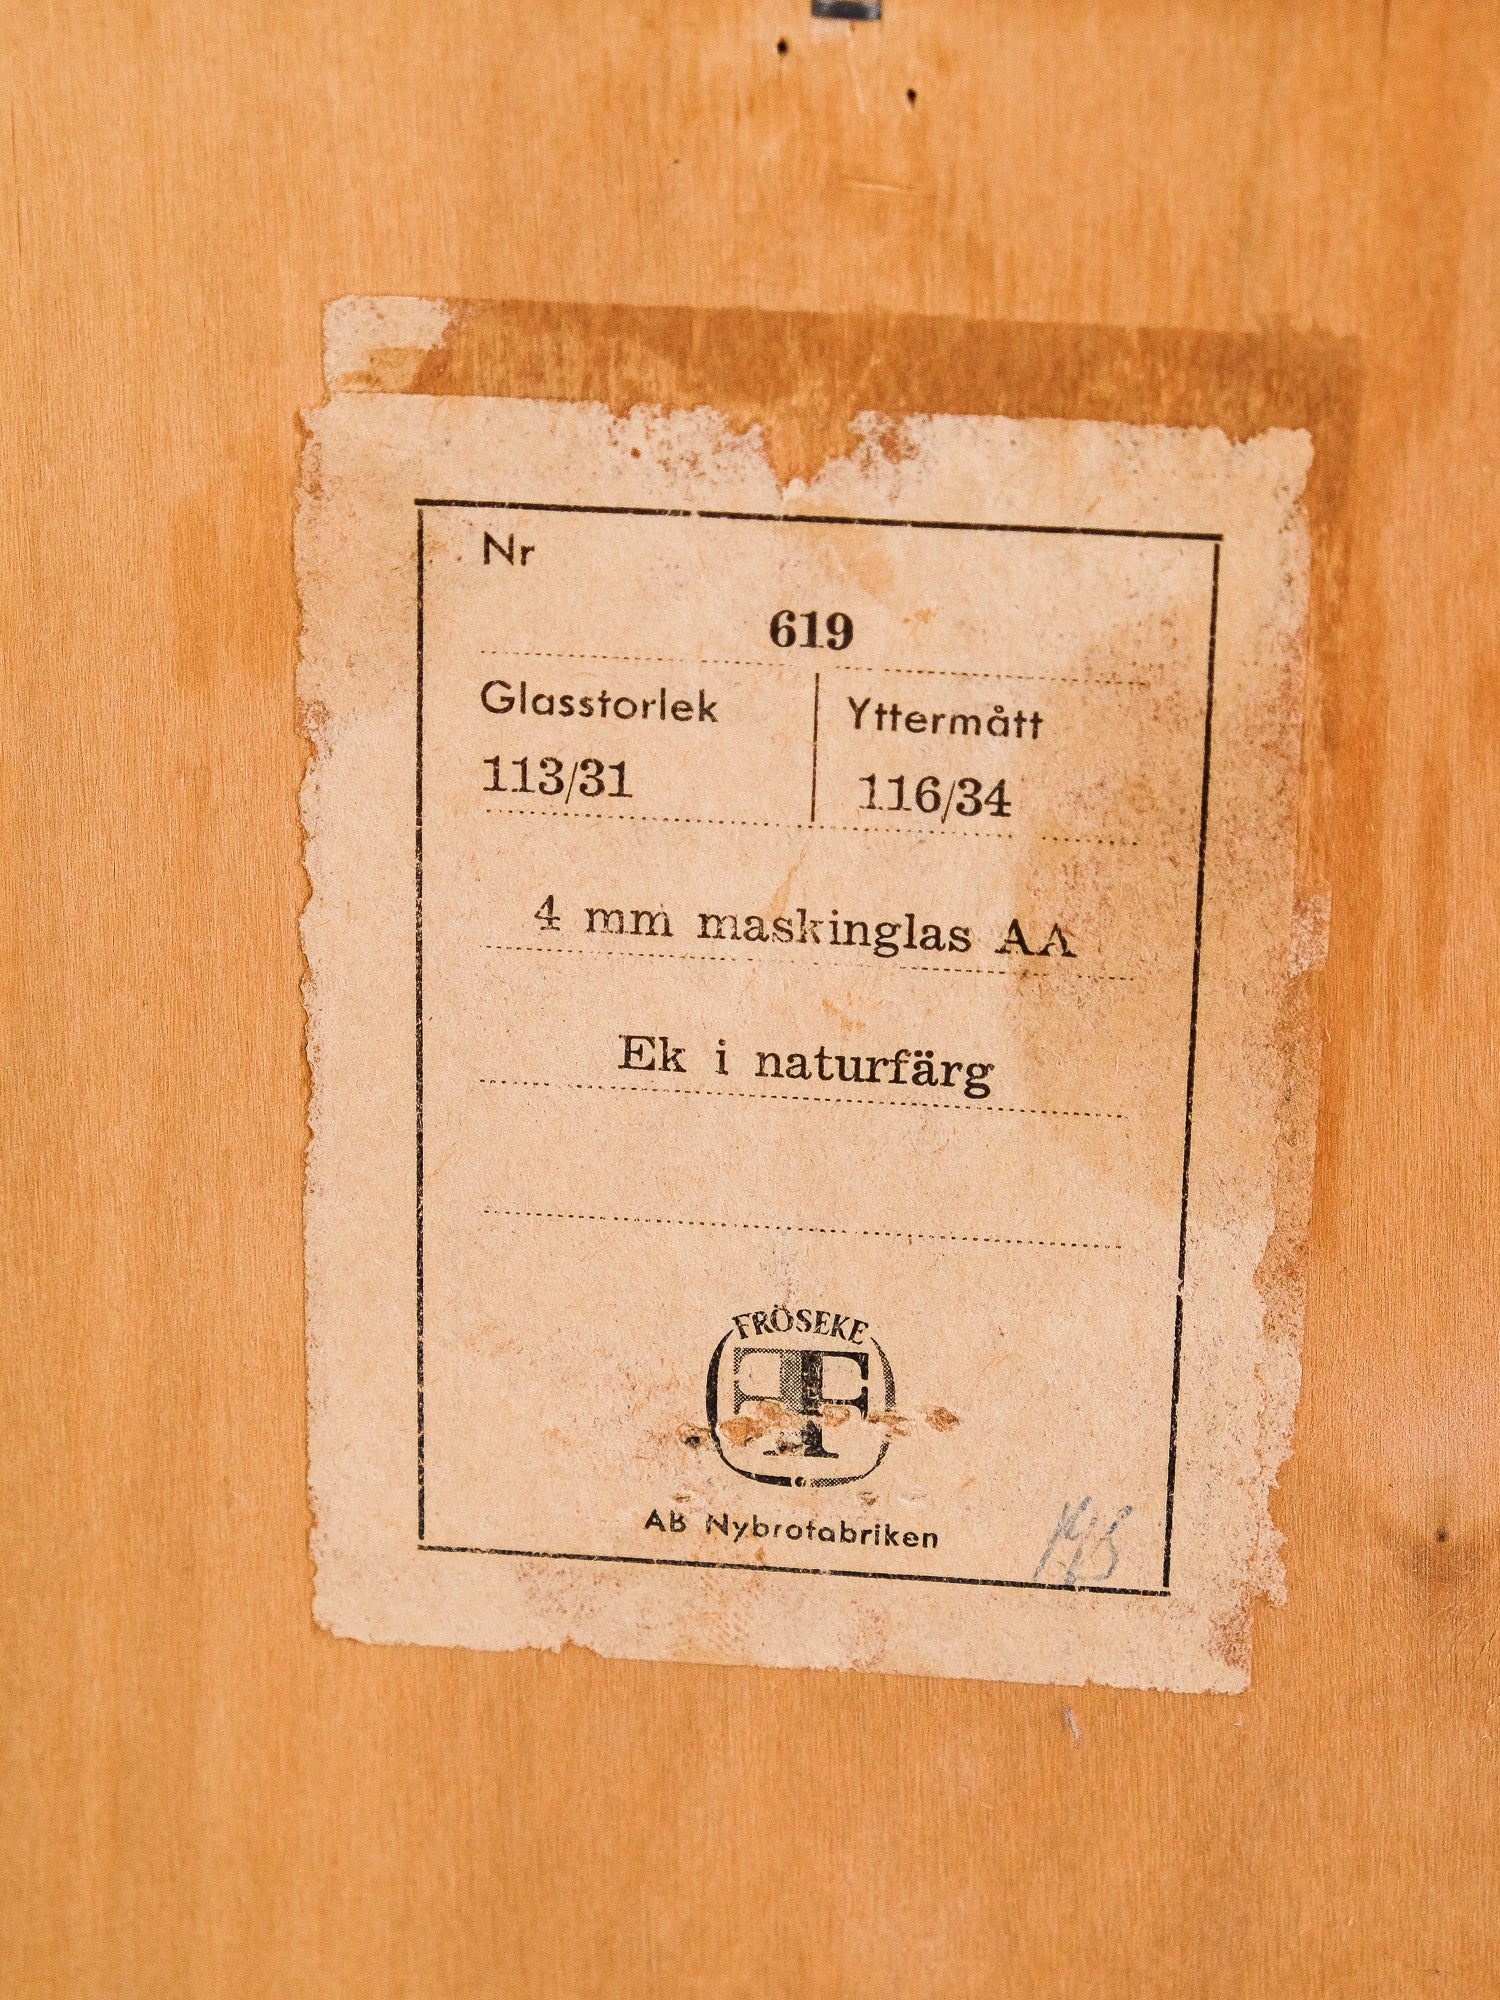 Nr
619
Glasstorlek Yttermått
113/31 116/34
4 mm maskinglas AA
Ek i naturfärg
FRÖSEKE
AB Nybrofabriken